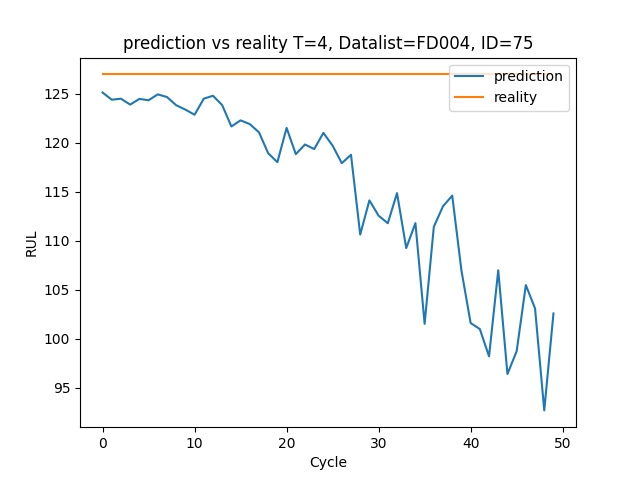 prediction vs reality T=4, Datalist=FD004, ID=75
prediction
reality
125
120
115
110
105
100
95
RUL
0 10 20 30 40 50
Cycle